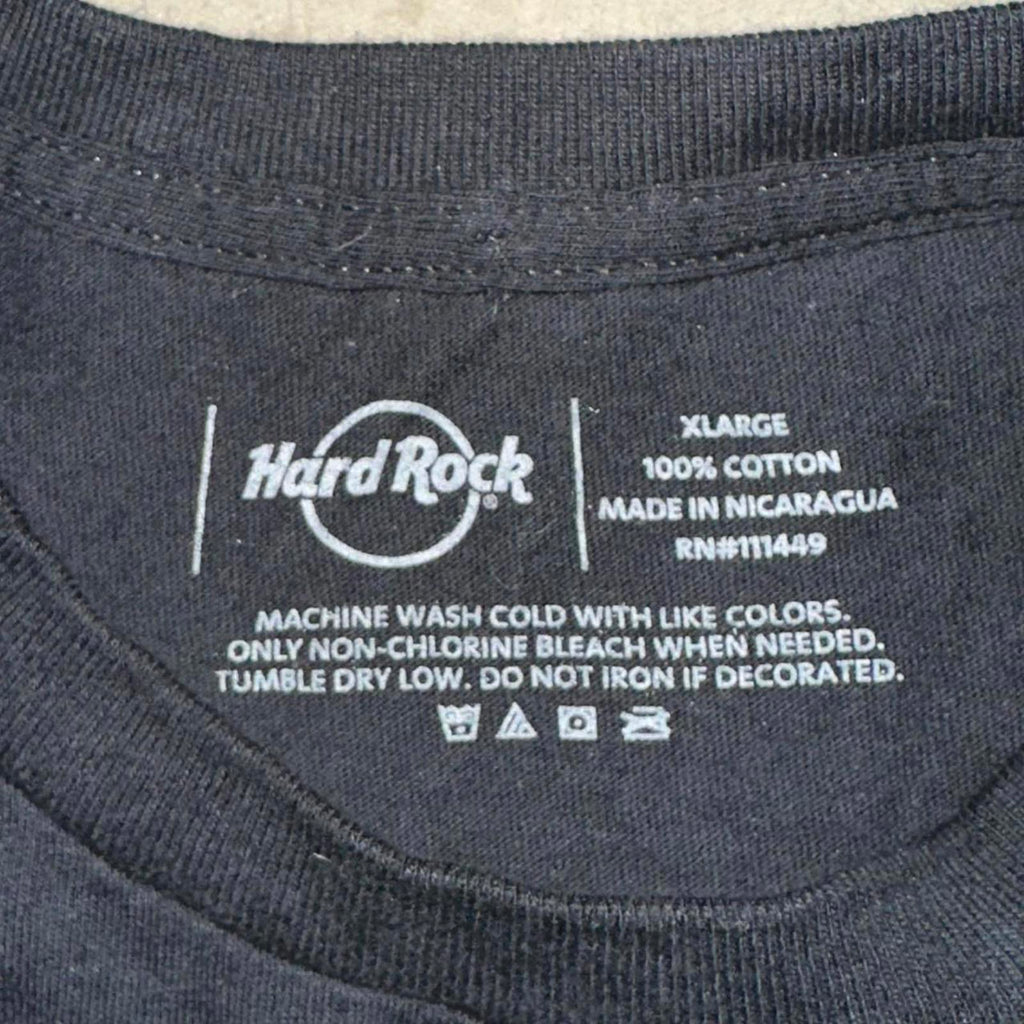 Hard Rock®
XLARGE
100% COTTON
MADE IN NICARAGUA
RN#111449
MACHINE WASH COLD WITH LIKE COLORS.
ONLY NON-CHLORINE BLEACH WHEN NEEDED.
TUMBLE DRY LOW. DO NOT IRON IF DECORATED.